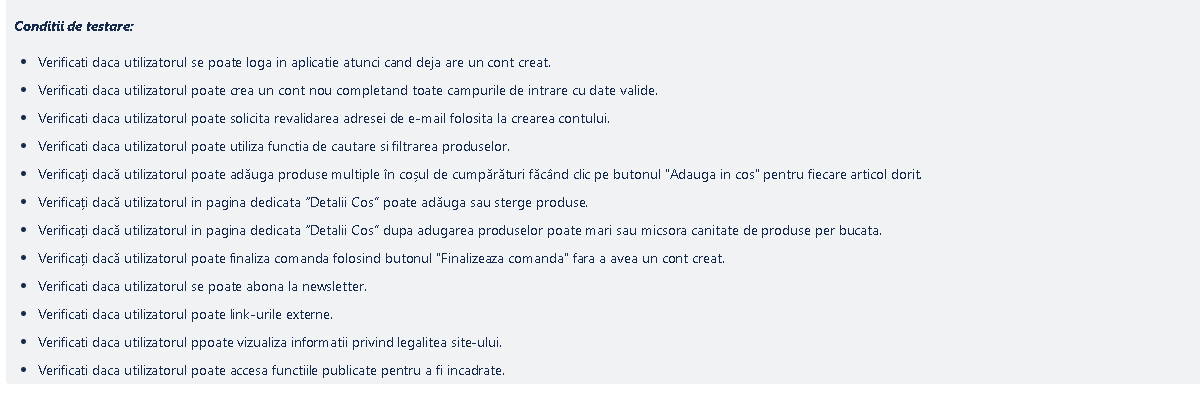 Conditii de testare:
Verificati daca utilizatorul se poate loga in aplicatie atunci cand deja are un cont creat.
Verificati daca utilizatorul poate crea un cont nou completand toate campurile de intrare cu date valide.
Verificati daca utilizatorul poate solicita revalidarea adresei de e-mail folosita la crearea contului.
Verificati daca utilizatorul poate utiliza functia de cautare si filtrarea produselor.
Verificați dacă utilizatorul poate adăuga produse multiple în coșul de cumpărături făcând clic pe butonul "Adauga in cos" pentru fiecare articol dorit.
Verificați dacă utilizatorul in pagina dedicata ”Detalii Cos” poate adăuga sau sterge produse.
Verificați dacă utilizatorul in pagina dedicata ”Detalii Cos” dupa adugarea produselor poate mari sau micsora canitate de produse per bucata.
Verificați dacă utilizatorul poate finaliza comanda folosind butonul "Finalizeaza comanda" fara a avea un cont creat.
Verificati daca utilizatorul se poate abona la newsletter.
Verificati daca utilizatorul poate link-urile externe.
Verificati daca utilizatorul ppoate vizualiza informatii privind legalitea site-ului.
Verificati daca utilizatorul poate accesa functiile publicate pentru a fi incadrate.